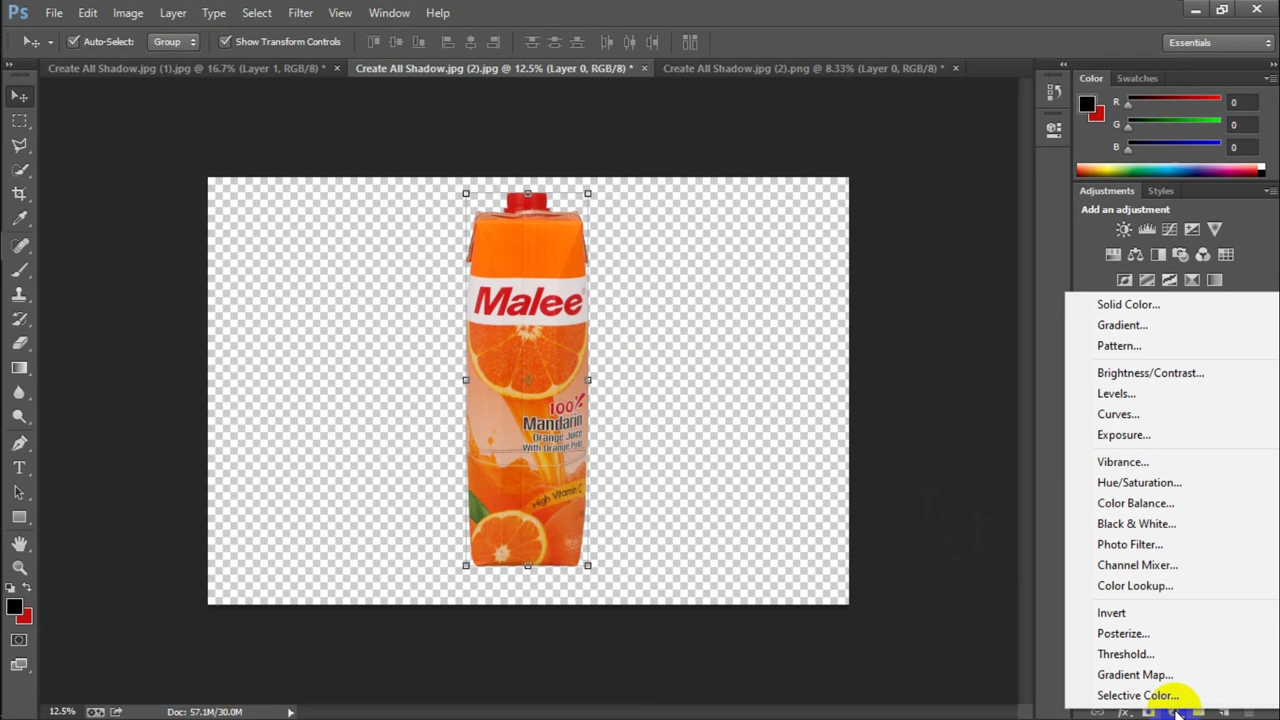 Ps File Edit Image Layer Type Select Filter View Window Help
Auto-Select: Group Show Transform Controls Essentials
Create All Shadow.jpg (1).jpg @ 16.7% (Layer 1, RGB/8) * × Create All Shadow.jpg (2).jpg @ 12.5% (Layer 0, RGB/8) * × Create All Shadow.jpg (2).png @ 8.33% (Layer 0, RGB/8) * ×
Color Swatches
R 0
G 0
B 0
Adjustments Styles
Add an adjustment
Solid Color...
Gradient...
Pattern...
Brightness/Contrast...
Levels...
Curves...
Exposure...
Vibrance...
Hue/Saturation...
Color Balance...
Black & White...
Photo Filter...
Channel Mixer...
Color Lookup...
Invert
Posterize...
Threshold...
Gradient Map...
Selective Color...
Malee
100%
Mandarin
Orange Juice
With Orange Pulp
High Vitamin C
12.5% Doc: 57.1M/30.0M
fx